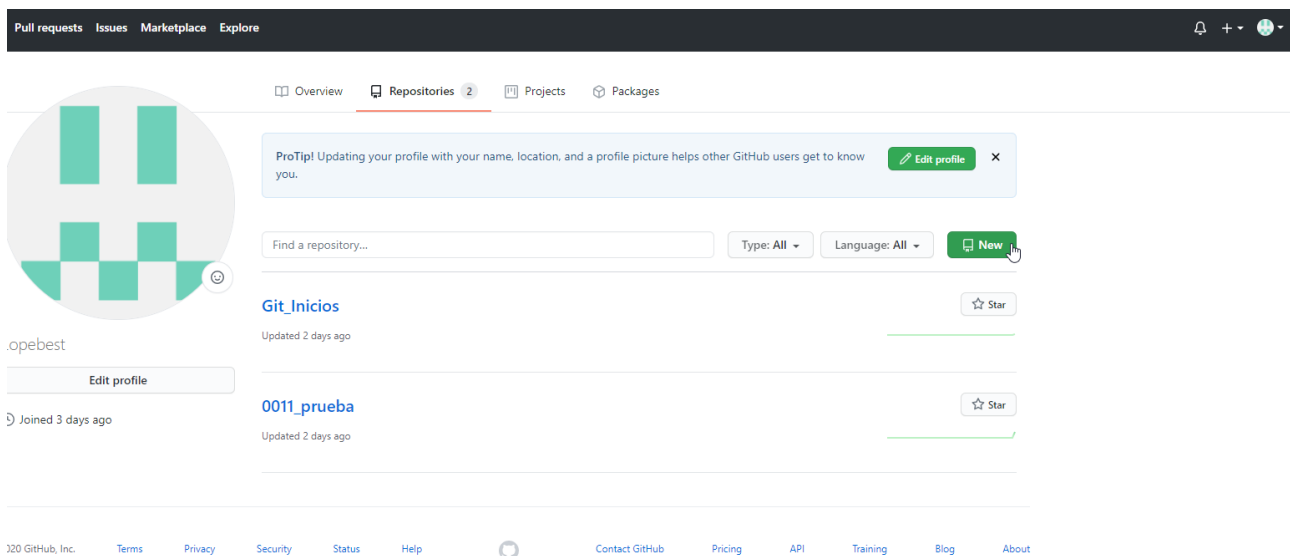 Pull requests Issues Marketplace Explore
Overview Repositories 2 Projects Packages
ProTip! Updating your profile with your name, location, and a profile picture helps other GitHub users get to know
you.
Edit profile
Find a repository...
Type: All
Language: All
New
Git_Inicios
Star
Updated 2 days ago
.opebest
Edit profile
Joined 3 days ago
0011_prueba
Star
Updated 2 days ago
020 GitHub, Inc. Terms Privacy Security Status Help Contact GitHub Pricing API Training Blog About